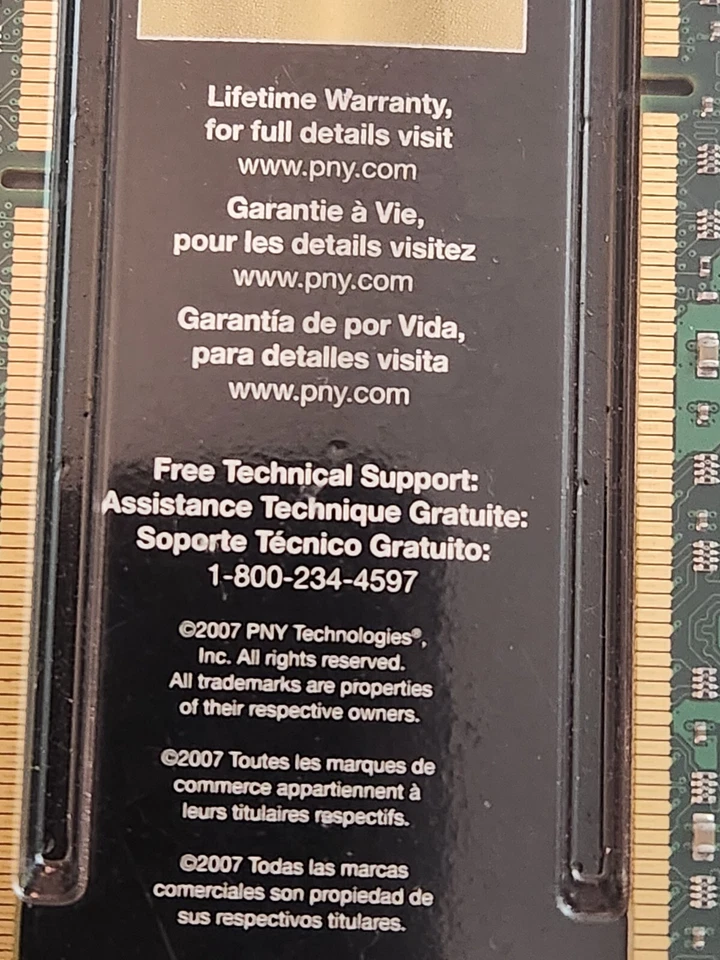 Lifetime Warranty,
for full details visit
www.pny.com
Garantie à Vie,
pour les details visitez
www.pny.com
Garantía de por Vida,
para detalles visita
www.pny.com
Free Technical Support:
Assistance Technique Gratuite:
Soporte Técnico Gratuito:
1-800-234-4597
©2007 PNY Technologies®,
Inc. All rights reserved.
All trademarks are properties
of their respective owners.
©2007 Toutes les marques de
commerce appartiennent à
leurs titulaires respectifs.
©2007 Todas las marcas
comerciales son propiedad de
sus respectivos titulares.